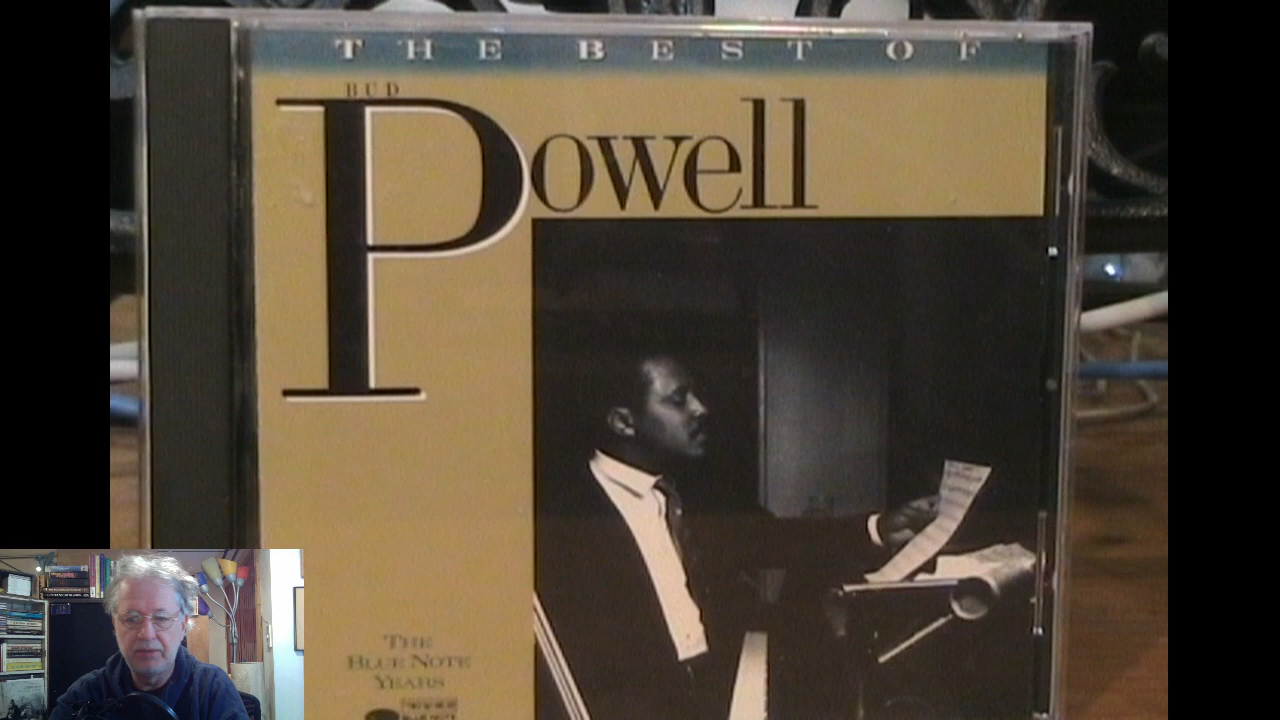 THE BEST OF
BUD
Powell
THE
BLUE NOTE
YEARS